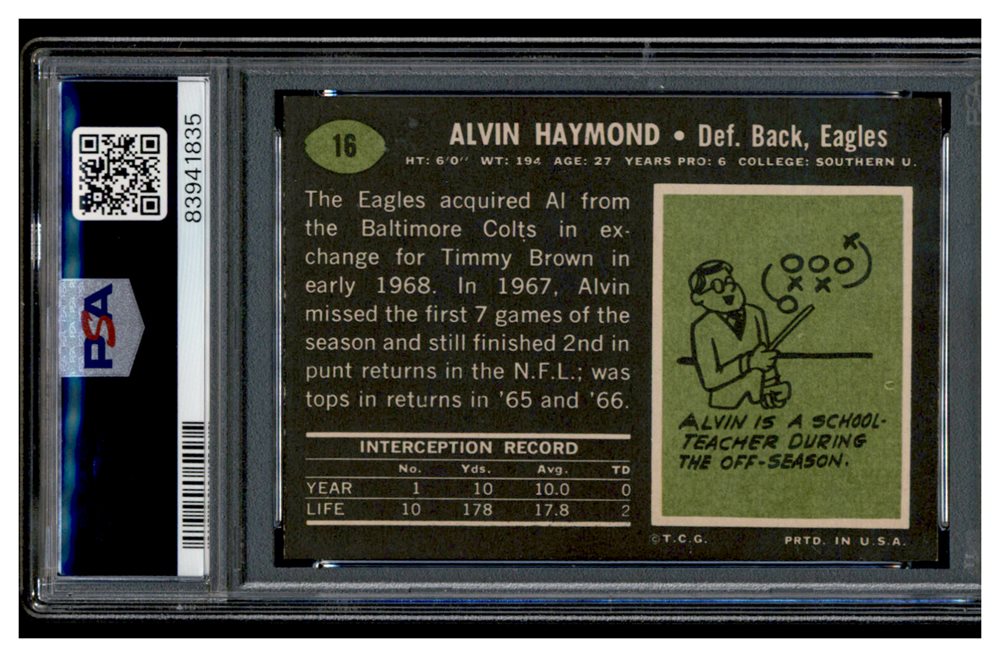 83941835
PSA
16
ALVIN HAYMOND • Def. Back, Eagles
HT: 6'0" WT: 194 AGE: 27 YEARS PRO: 6 COLLEGE: SOUTHERN U.
The Eagles acquired Al from
the Baltimore Colts in ex-
change for Timmy Brown in
early 1968. In 1967, Alvin
missed the first 7 games of the
season and still finished 2nd in
punt returns in the N.F.L.; was
tops in returns in '65 and '66.
INTERCEPTION RECORD
No. Yds. Avg. TD
YEAR 1 10 10.0 0
LIFE 10 178 17.8 2
ALVIN IS A SCHOOL-
TEACHER DURING
THE OFF-SEASON.
©T.C.G. PRTD. IN U.S.A.